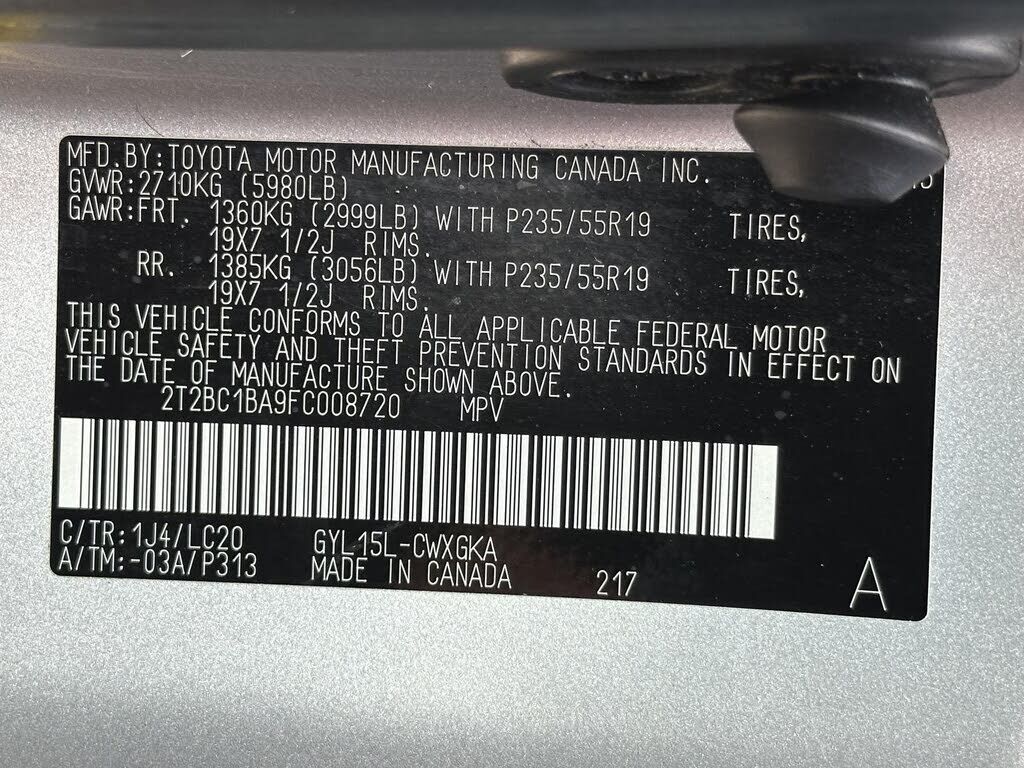 MFD.BY:TOYOTA MOTOR MANUFACTURING CANADA INC.
GVWR:2710KG (5980LB)
GAWR:FRT. 1360KG (2999LB) WITH P235/55R19 TIRES,
19X7 1/2J RIMS.
RR. 1385KG (3056LB) WITH P235/55R19 TIRES,
19X7 1/2J RIMS.
THIS VEHICLE CONFORMS TO ALL APPLICABLE FEDERAL MOTOR
VEHICLE SAFETY AND THEFT PREVENTION STANDARDS IN EFFECT ON
THE DATE OF MANUFACTURE SHOWN ABOVE.
2T2BC1BA9FC008720 MPV
C/TR:1J4/LC20 GYL15L-CWXGKA
A/TM:-03A/P313 MADE IN CANADA 217 A